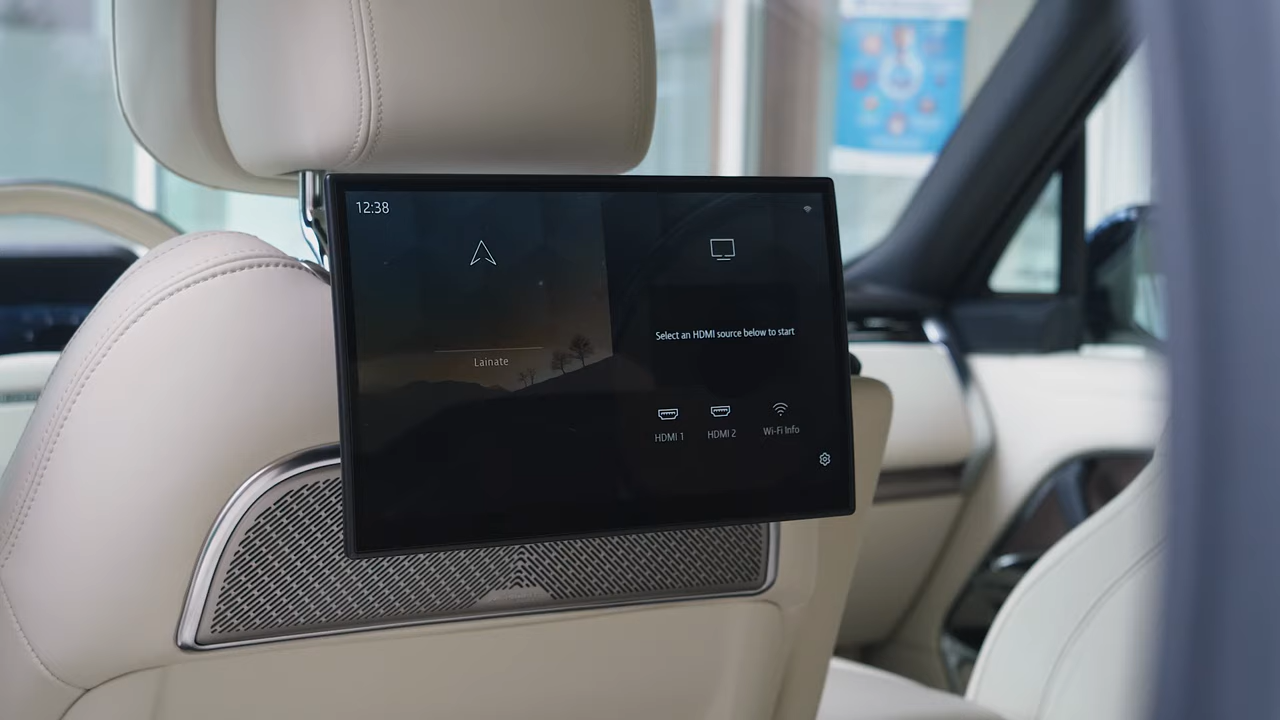 12:38
Lainate
Select an HDMI source below to start
HDMI 1
HDMI 2
Wi-Fi Info